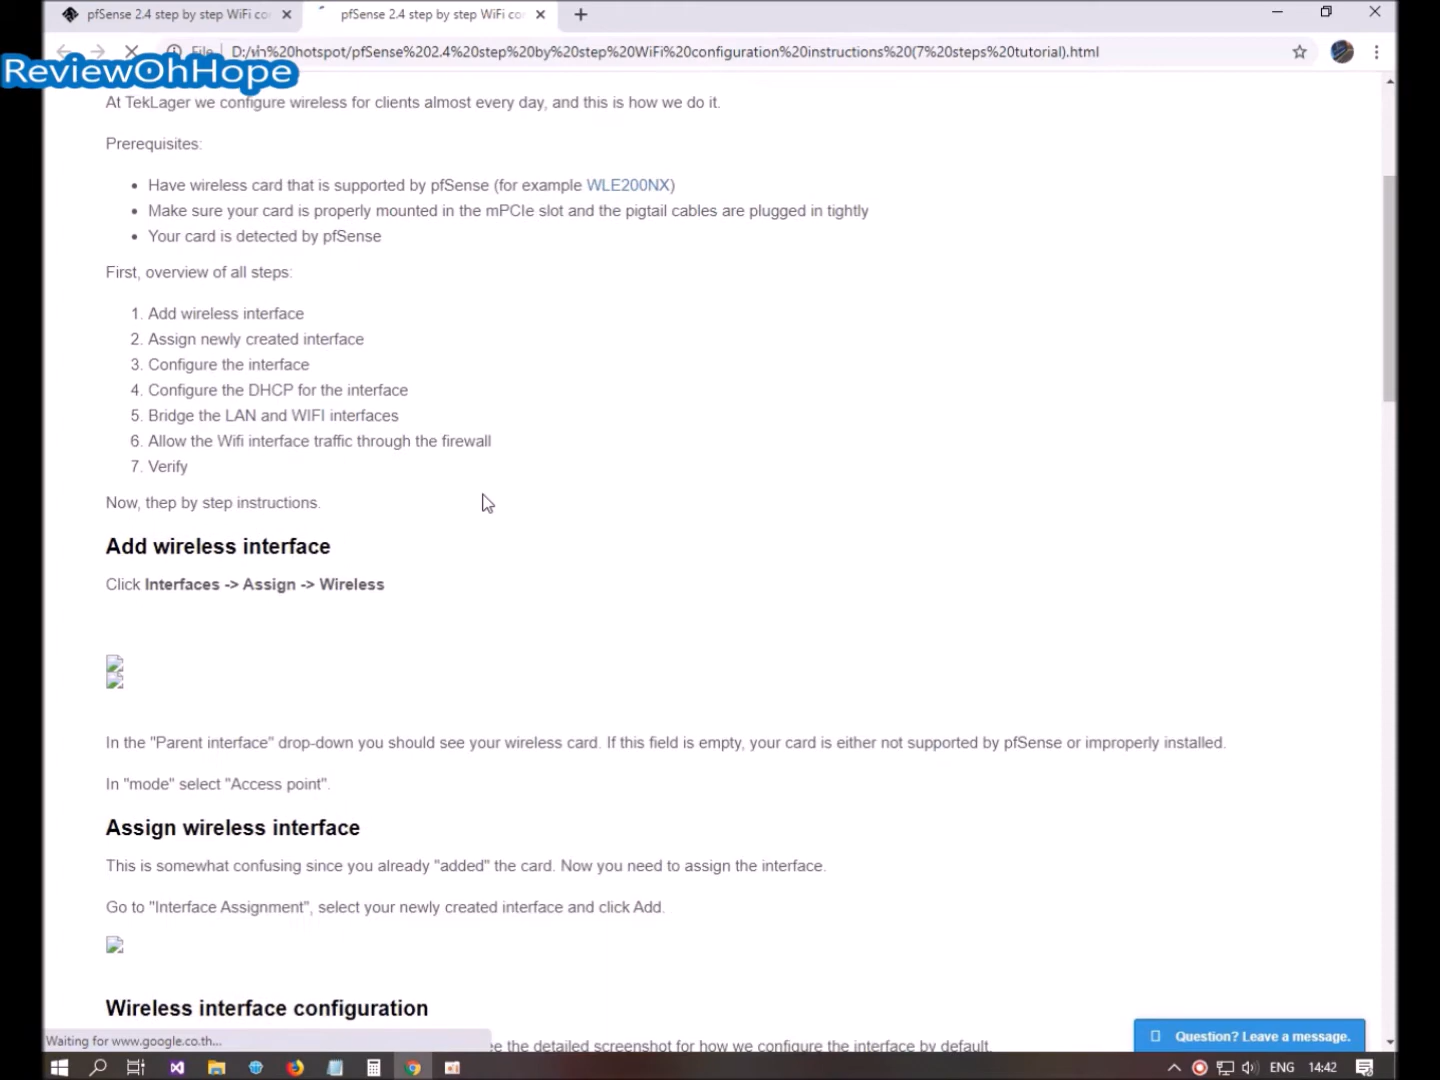 pfSense 2.4 step by step WiFi co
pfSense 2.4 step by step WiFi co
File
hotspot/pfSense%202.4%20step%20by%20step%20WiFi%20configuration%20instructions%20(7%20steps%20tutorial).html
ReviewOhHope
At TekLager we configure wireless for clients almost every day, and this is how we do it.
Prerequisites:
Have wireless card that is supported by pfSense (for example WLE200NX)
Make sure your card is properly mounted in the mPCIe slot and the pigtail cables are plugged in tightly
Your card is detected by pfSense
First, overview of all steps:
1. Add wireless interface
2. Assign newly created interface
3. Configure the interface
4. Configure the DHCP for the interface
5. Bridge the LAN and WIFI interfaces
6. Allow the Wifi interface traffic through the firewall
7. Verify
Now, thep by step instructions.
Add wireless interface
Click Interfaces -> Assign -> Wireless
In the "Parent interface" drop-down you should see your wireless card. If this field is empty, your card is either not supported by pfSense or improperly installed.
In "mode" select "Access point".
Assign wireless interface
This is somewhat confusing since you already "added" the card. Now you need to assign the interface.
Go to "Interface Assignment", select your newly created interface and click Add.
Wireless interface configuration
the detailed screenshot for how we configure the interface by default.
Waiting for www.google.co.th...
Question? Leave a message.
ENG
14:42